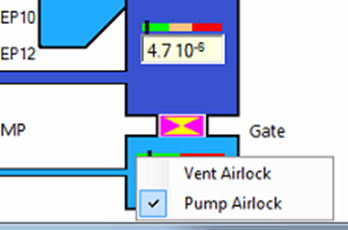 EP10
4.7 10-6
EP12
MP
Gate
Vent Airlock
Pump Airlock